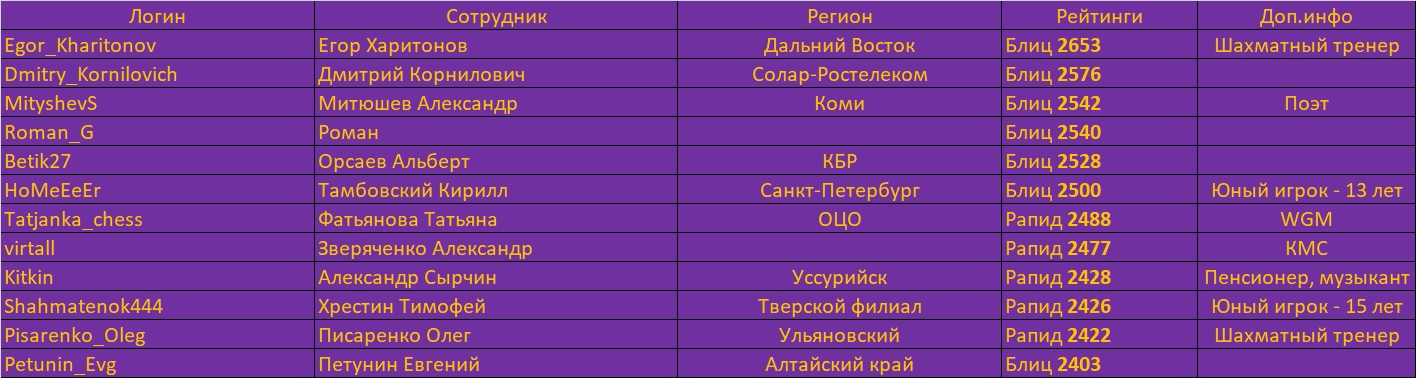 Логин Сотрудник Регион Рейтинги Доп.инфо
Egor_Kharitonov Егор Харитонов Дальний Восток Блиц 2653 Шахматный тренер
Dmitry_Kornilovich Дмитрий Корнилович Солар-Ростелеком Блиц 2576
MityshevS Митюшев Александр Коми Блиц 2542 Поэт
Roman_G Роман Блиц 2540
Betik27 Орсаев Альберт КБР Блиц 2528
HoMeEeEr Тамбовский Кирилл Санкт-Петербург Блиц 2500 Юный игрок - 13 лет
Tatjanka_chess Фатьянова Татьяна ОЦО Рапид 2488 WGM
virtall Зверяченко Александр Рапид 2477 КМС
Kitkin Александр Сырчин Уссурийск Рапид 2428 Пенсионер, музыкант
Shahmatenok444 Хрестин Тимофей Тверской филиал Рапид 2426 Юный игрок - 15 лет
Pisarenko_Oleg Писаренко Олег Ульяновский Рапид 2422 Шахматный тренер
Petunin_Evg Петунин Евгений Алтайский край Блиц 2403